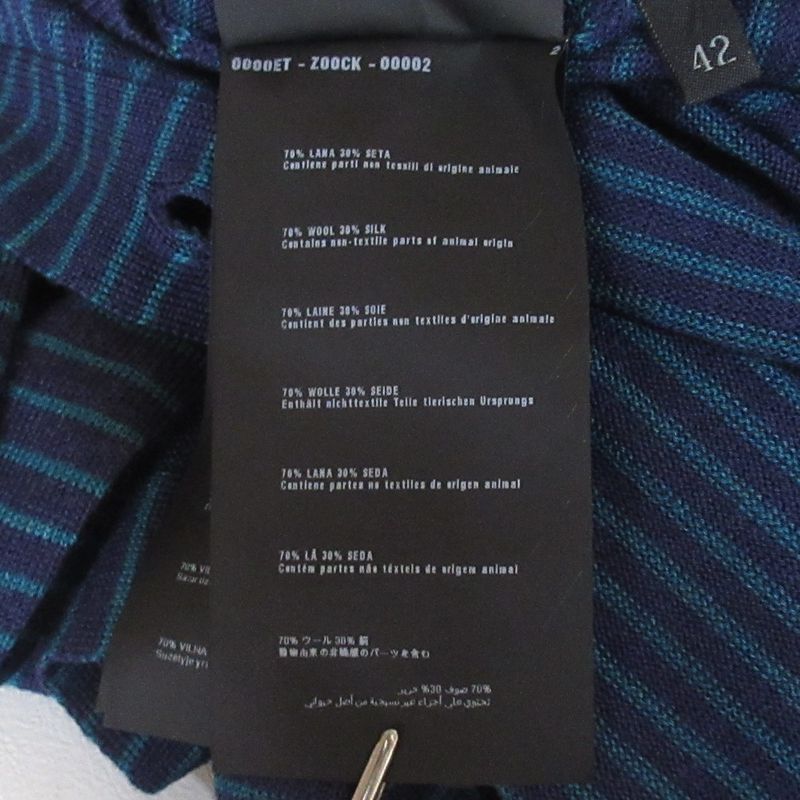 0000ET - Z00CK - 00002
2
42
70% LANA 30% SETA
Contiene parti non tessili di origine animale
70% WOOL 30% SILK
Contains non-textile parts of animal origin
70% LAINE 30% SOIE
Contient des parties non textiles d'origine animale
70% WOLLE 30% SEIDE
Enthält nichttextile Teile tierischen Ursprungs
70% LANA 30% SEDA
Contiene partes no textiles de origen animal
70% LÃ 30% SEDA
Contém partes não têxteis de origem animal
70% ウール 30% 絹
動物由来の非繊維のパーツを含む
70% صوف 30% حرير
تحتوي على أجزاء غير نسيجية من أصل حيواني
70% VIL
70% VILNA